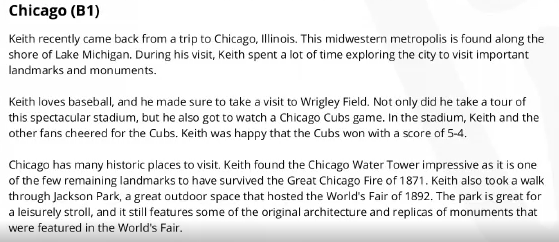 Chicago (B1)
Keith recently came back from a trip to Chicago, Illinois. This midwestern metropolis is found along the
shore of Lake Michigan. During his visit, Keith spent a lot of time exploring the city to visit important
landmarks and monuments.
Keith loves baseball, and he made sure to take a visit to Wrigley Field. Not only did he take a tour of
this spectacular stadium, but he also got to watch a Chicago Cubs game. In the stadium, Keith and the
other fans cheered for the Cubs. Keith was happy that the Cubs won with a score of 5-4.
Chicago has many historic places to visit. Keith found the Chicago Water Tower impressive as it is one
of the few remaining landmarks to have survived the Great Chicago Fire of 1871. Keith also took a walk
through Jackson Park, a great outdoor space that hosted the World's Fair of 1892. The park is great for
a leisurely stroll, and it still features some of the original architecture and replicas of monuments that
were featured in the World's Fair.